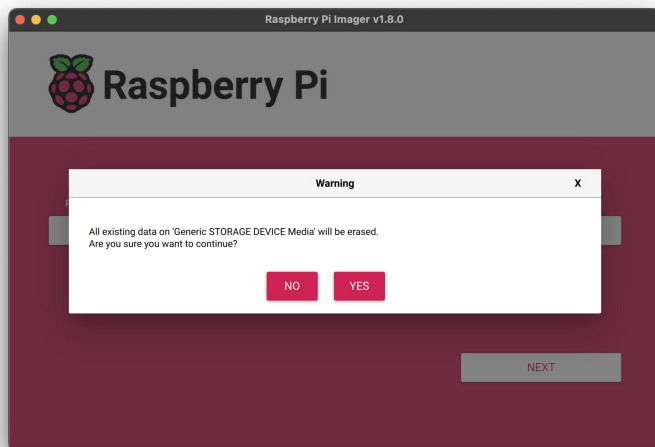 Raspberry Pi Imager v1.8.0
Raspberry Pi
Warning
X
All existing data on 'Generic STORAGE DEVICE Media' will be erased.
Are you sure you want to continue?
NO
YES
NEXT